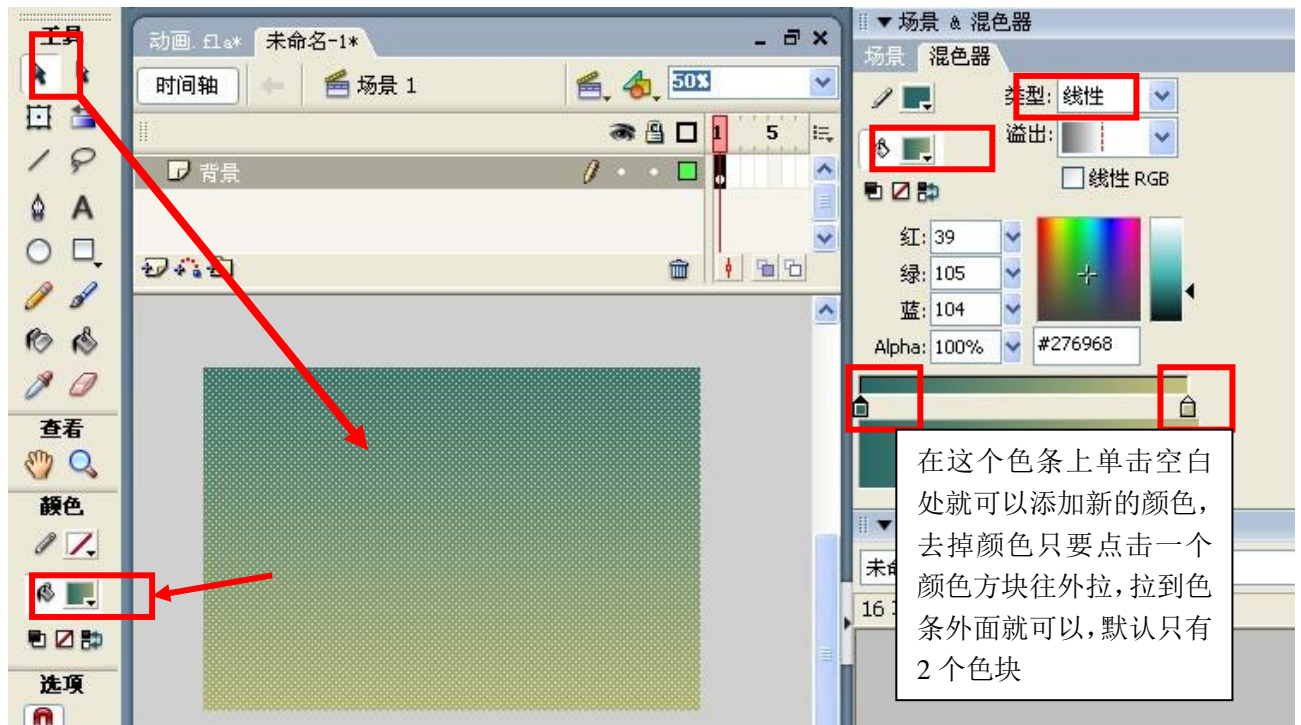 工具
查看
颜色
选项
动画.fla* 未命名-1*
时间轴 场景 1 50%
1 5
背景
▼场景 & 混色器
场景 混色器
类型: 线性
溢出:
线性 RGB
红: 39
绿: 105
蓝: 104
Alpha: 100% #276968
在这个色条上单击空白
处就可以添加新的颜色，
去掉颜色只要点击一个
颜色方块往外拉，拉到色
条外面就可以，默认只有
2 个色块
未
16